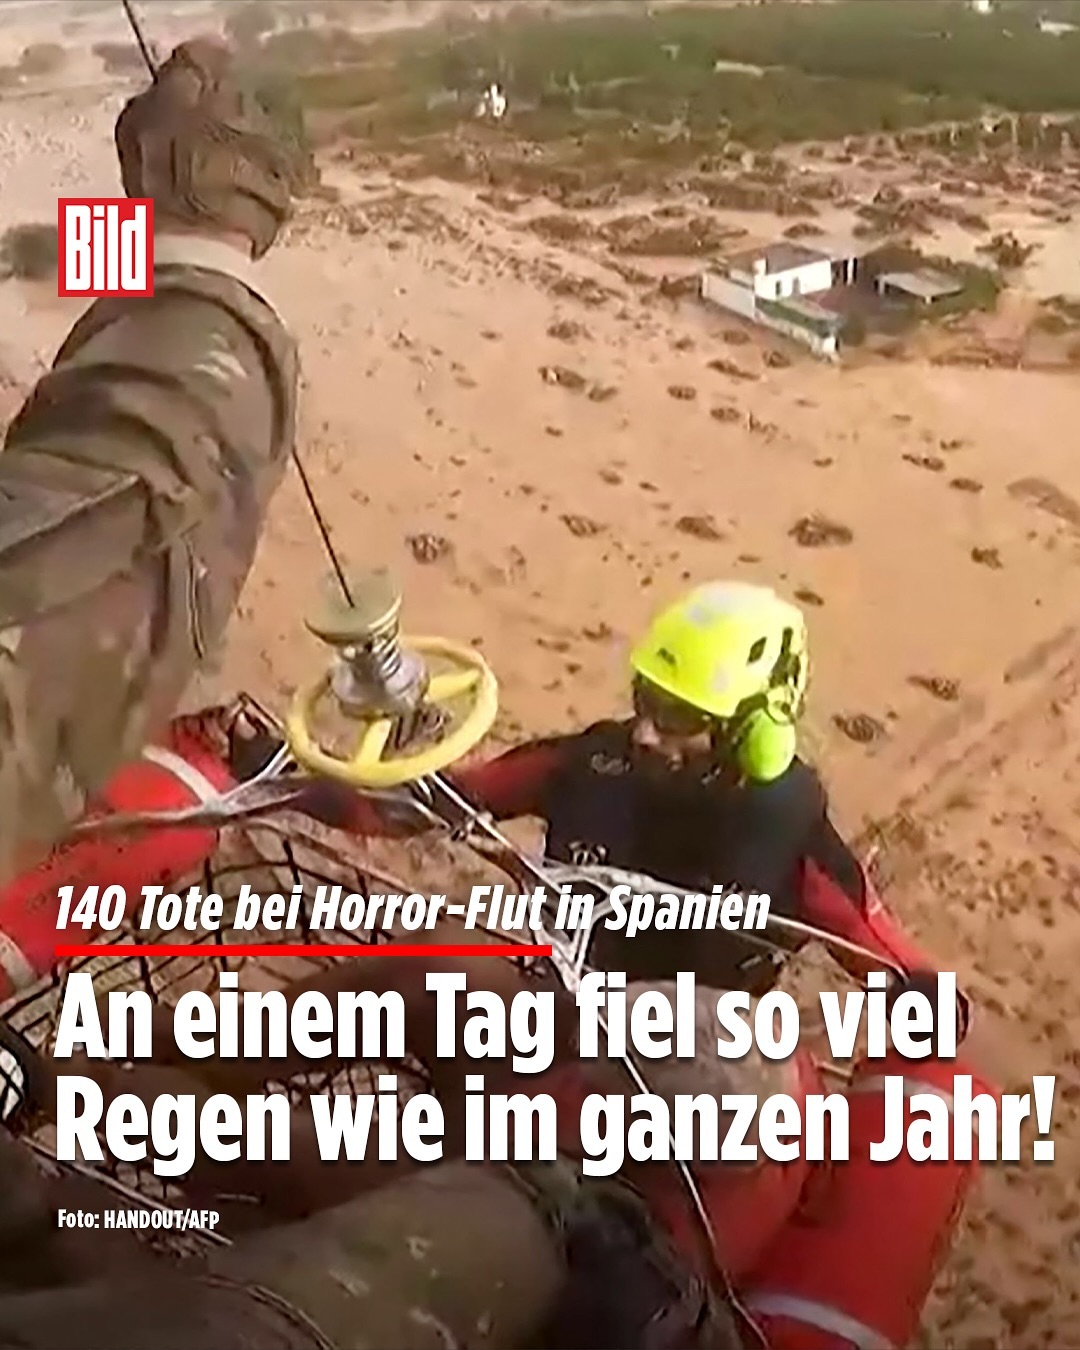 Bild
140 Tote bei Horror-Flut in Spanien
An einem Tag fiel so viel
Regen wie im ganzen Jahr!
Foto: HANDOUT/AFP